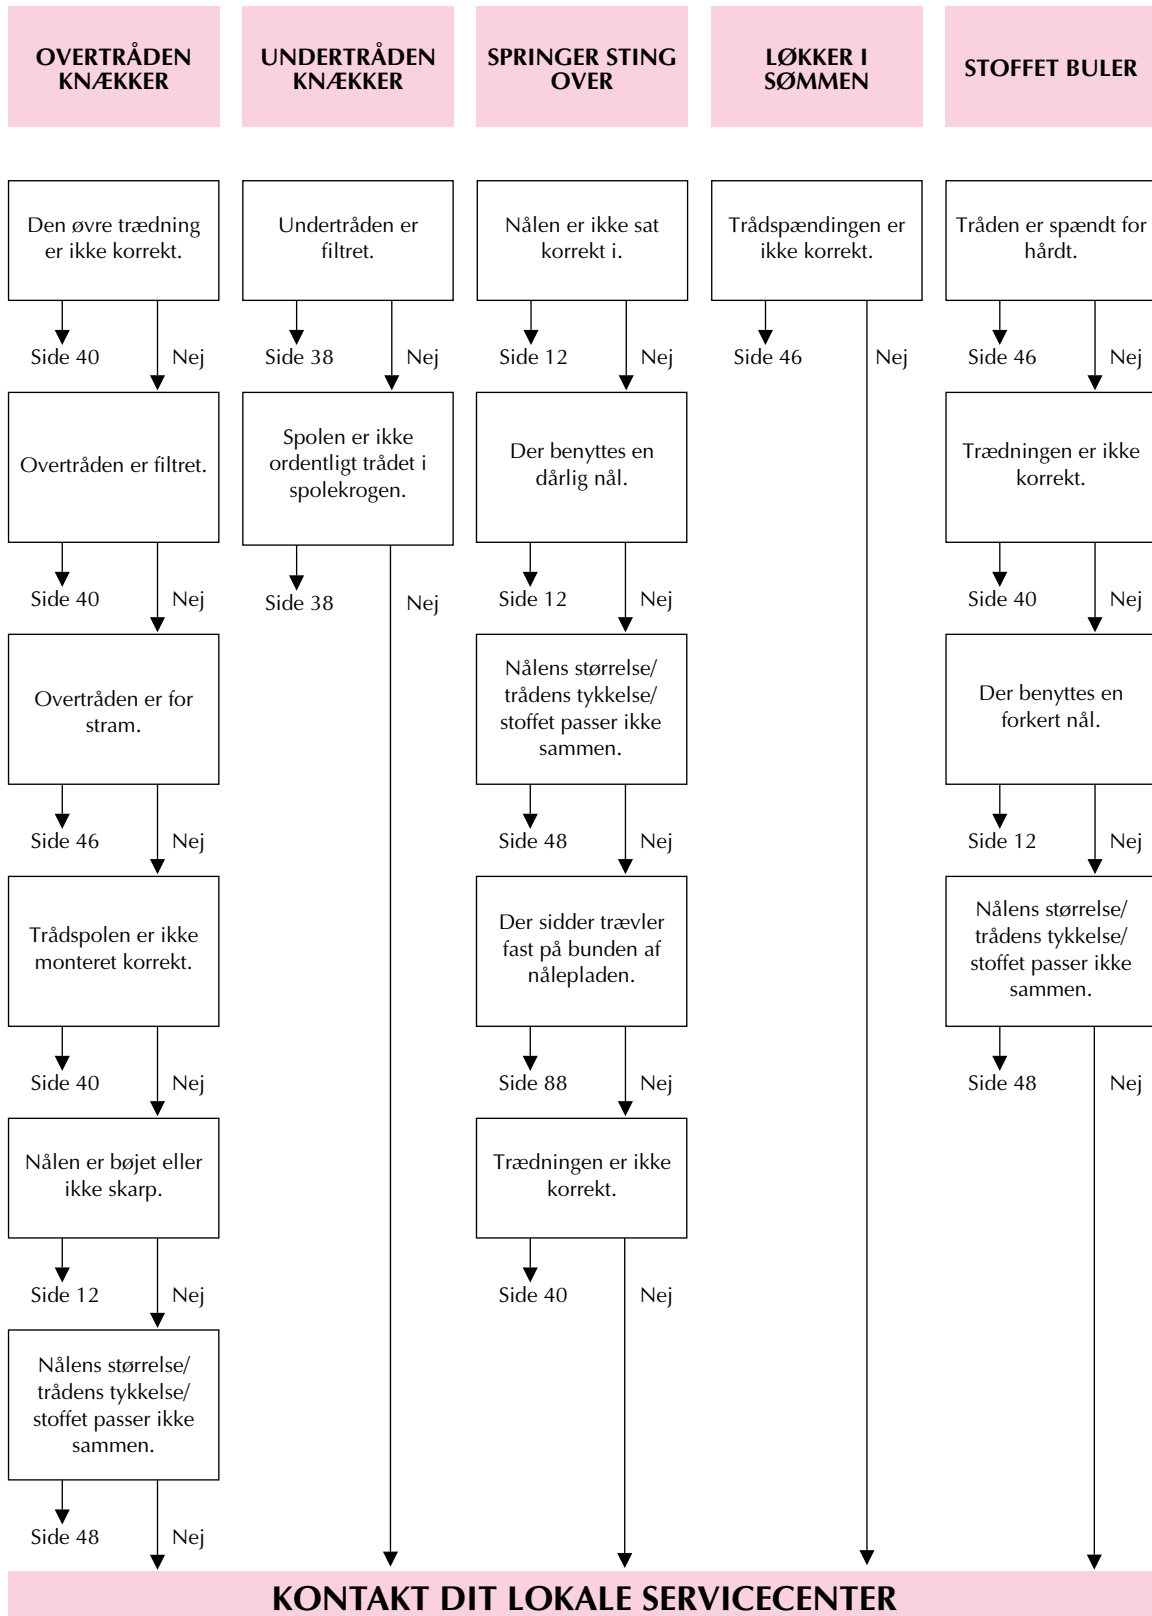 OVERTRÅDEN
KNÆKKER
Den øvre trædning
er ikke korrekt.
Side 40
Nej
Overtråden er filtret.
Side 40
Nej
Overtråden er for
stram.
Side 46
Nej
Trådspolen er ikke
monteret korrekt.
Side 40
Nej
Nålen er bøjet eller
ikke skarp.
Side 12
Nej
Nålens størrelse/
trådens tykkelse/
stoffet passer ikke
sammen.
Side 48
Nej
UNDERTRÅDEN
KNÆKKER
Undertråden er
filtret.
Side 38
Nej
Spolen er ikke
ordentligt trådet i
spolekrogen.
Side 38
Nej
SPRINGER STING
OVER
Nålen er ikke sat
korrekt i.
Side 12
Nej
Der benyttes en
dårlig nål.
Side 12
Nej
Nålens størrelse/
trådens tykkelse/
stoffet passer ikke
sammen.
Side 48
Nej
Der sidder trævler
fast på bunden af
nålepladen.
Side 88
Nej
Trædningen er ikke
korrekt.
Side 40
Nej
LØKKER I
SØMMEN
Trådspændingen er
ikke korrekt.
Side 46
Nej
STOFFET BULER
Tråden er spændt for
hårdt.
Side 46
Nej
Trædningen er ikke
korrekt.
Side 40
Nej
Der benyttes en
forkert nål.
Side 12
Nej
Nålens størrelse/
trådens tykkelse/
stoffet passer ikke
sammen.
Side 48
Nej
KONTAKT DIT LOKALE SERVICECENTER